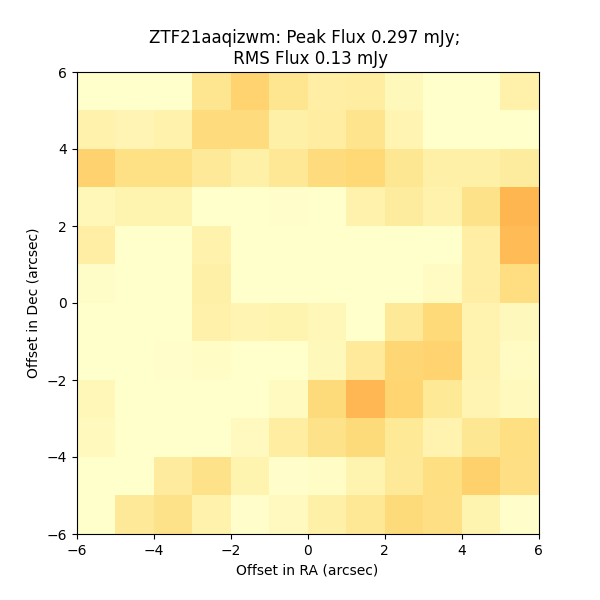 ZTF21aaqizwm: Peak Flux 0.297 mJy;
RMS Flux 0.13 mJy
6
4
2
0
−2
−4
−6
Offset in Dec (arcsec)
−6 −4 −2 0 2 4 6
Offset in RA (arcsec)